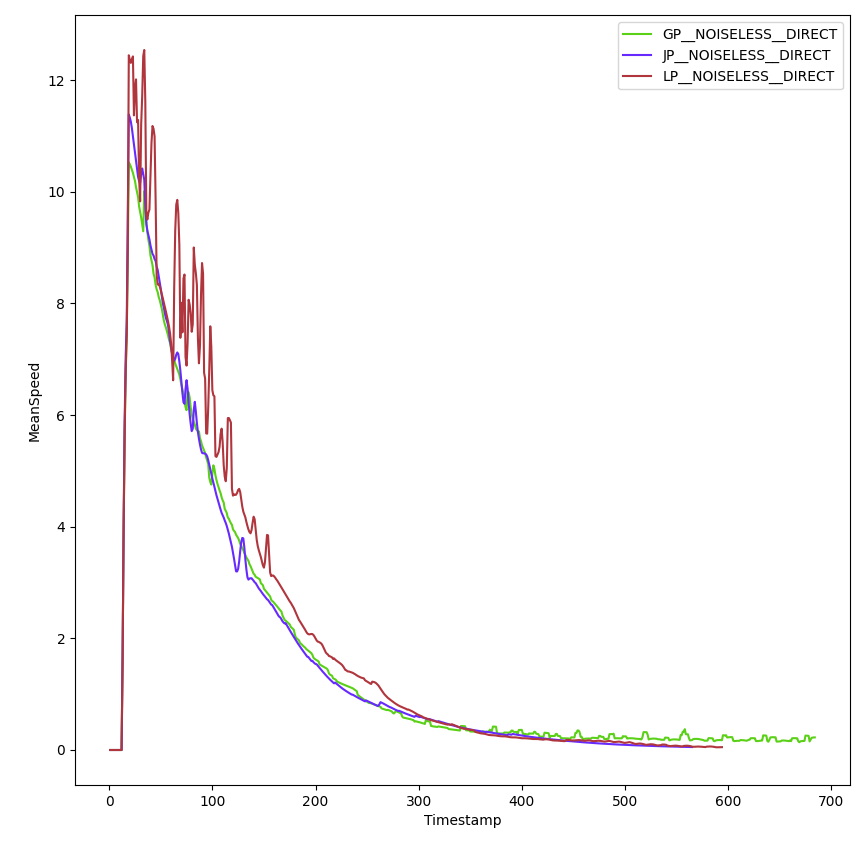 GP__NOISELESS__DIRECT
JP__NOISELESS__DIRECT
LP__NOISELESS__DIRECT
12
10
8
6
4
2
0
MeanSpeed
0 100 200 300 400 500 600 700
Timestamp